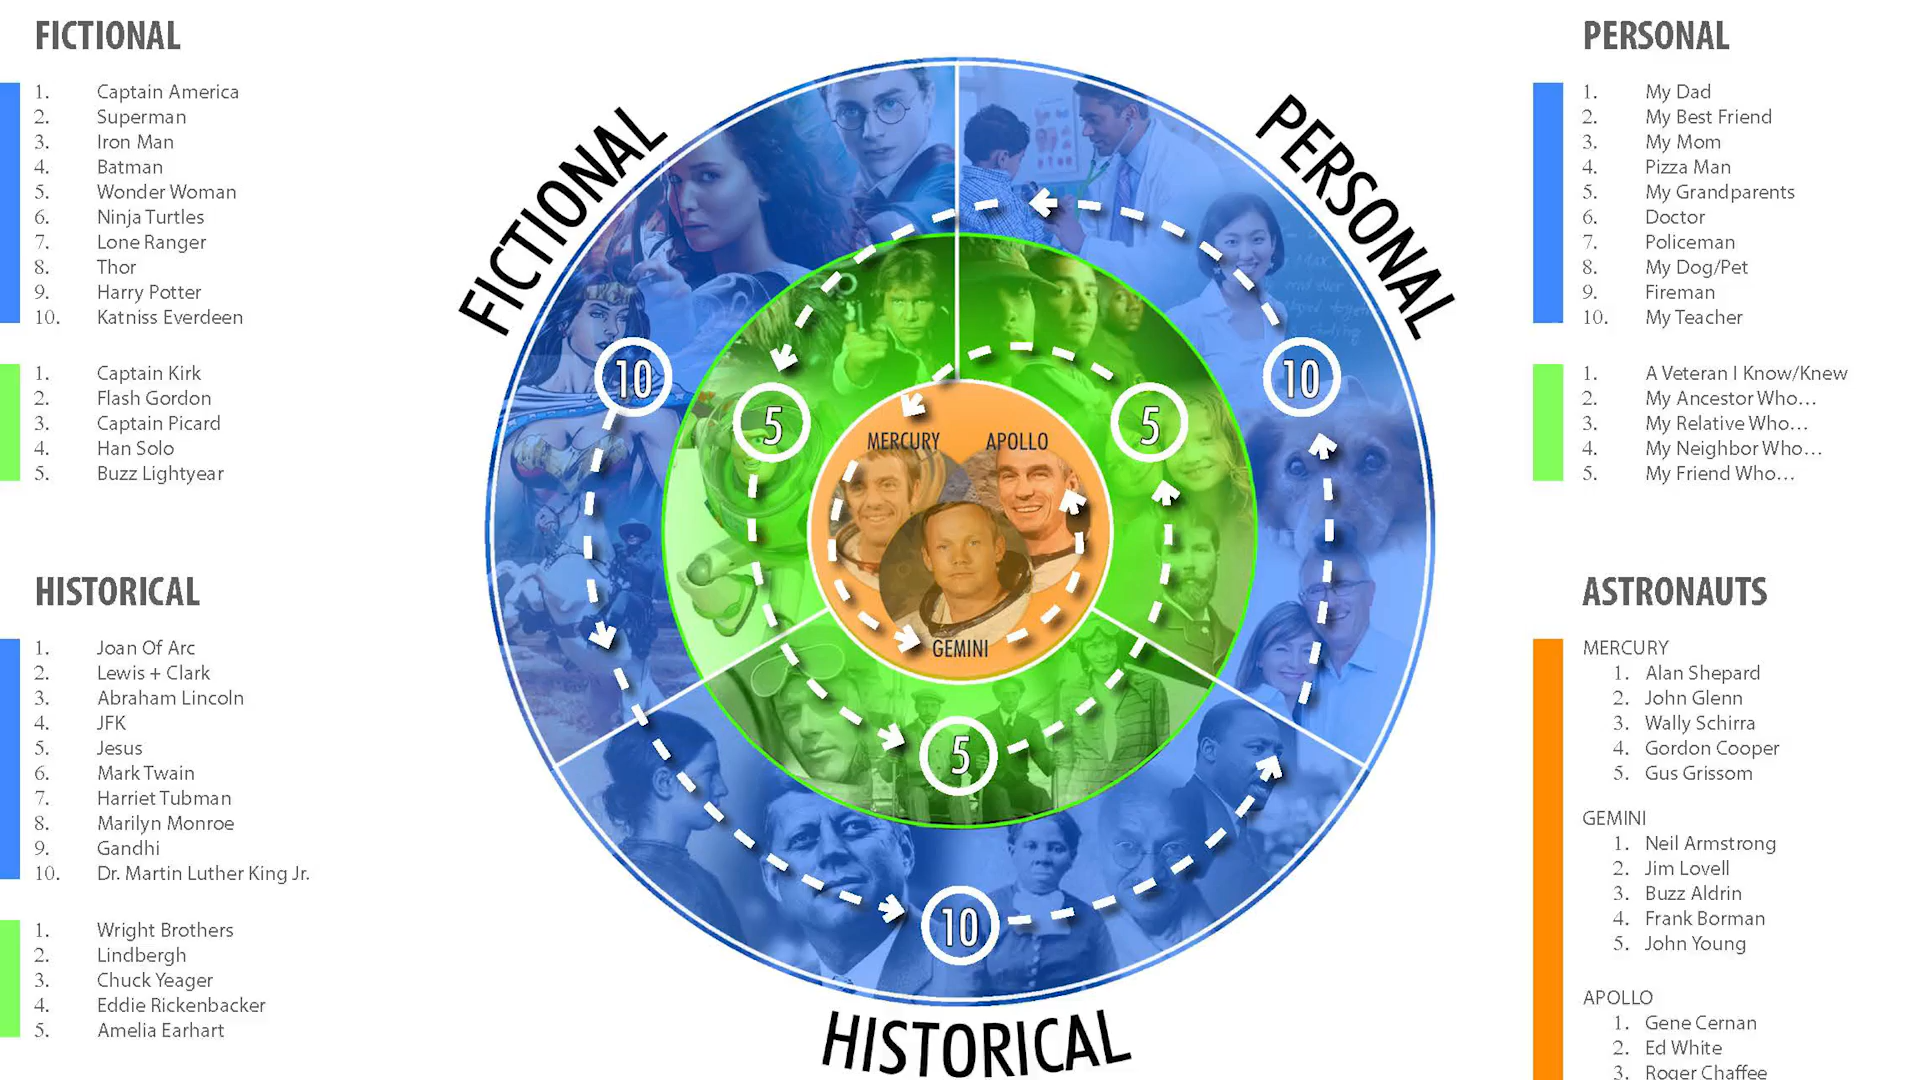 FICTIONAL
1. Captain America
2. Superman
3. Iron Man
4. Batman
5. Wonder Woman
6. Ninja Turtles
7. Lone Ranger
8. Thor
9. Harry Potter
10. Katniss Everdeen
1. Captain Kirk
2. Flash Gordon
3. Captain Picard
4. Han Solo
5. Buzz Lightyear
HISTORICAL
1. Joan Of Arc
2. Lewis + Clark
3. Abraham Lincoln
4. JFK
5. Jesus
6. Mark Twain
7. Harriet Tubman
8. Marilyn Monroe
9. Gandhi
10. Dr. Martin Luther King Jr.
1. Wright Brothers
2. Lindbergh
3. Chuck Yeager
4. Eddie Rickenbacker
5. Amelia Earhart
FICTIONAL
PERSONAL
10
10
5
5
MERCURY
APOLLO
GEMINI
5
10
HISTORICAL
PERSONAL
1. My Dad
2. My Best Friend
3. My Mom
4. Pizza Man
5. My Grandparents
6. Doctor
7. Policeman
8. My Dog/Pet
9. Fireman
10. My Teacher
1. A Veteran I Know/Knew
2. My Ancestor Who...
3. My Relative Who...
4. My Neighbor Who...
5. My Friend Who...
ASTRONAUTS
MERCURY
1. Alan Shepard
2. John Glenn
3. Wally Schirra
4. Gordon Cooper
5. Gus Grissom
GEMINI
1. Neil Armstrong
2. Jim Lovell
3. Buzz Aldrin
4. Frank Borman
5. John Young
APOLLO
1. Gene Cernan
2. Ed White
3. Roger Chaffee